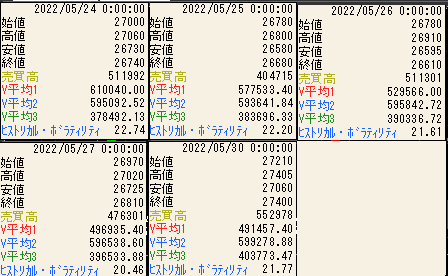 2022/05/24 0:00:00
始値 27000
高値 27060
安値 26730
終値 26740
売買高 511992
V平均1 610040.00
V平均2 595092.52
V平均3 378492.13
ﾋｽﾄﾘｶﾙ・ﾎﾞﾗﾃｨﾘﾃｨ 22.74
2022/05/25 0:00:00
始値 26780
高値 26800
安値 26580
終値 26680
売買高 404715
V平均1 577533.40
V平均2 593641.84
V平均3 383696.33
ﾋｽﾄﾘｶﾙ・ﾎﾞﾗﾃｨﾘﾃｨ 22.20
2022/05/26 0:00:00
始値 26780
高値 26910
安値 26595
終値 26610
売買高 511301
V平均1 529566.00
V平均2 595842.72
V平均3 390336.72
ﾋｽﾄﾘｶﾙ・ﾎﾞﾗﾃｨﾘﾃｨ 21.61
2022/05/27 0:00:00
始値 26970
高値 27020
安値 26725
終値 26810
売買高 476301
V平均1 496935.40
V平均2 596538.60
V平均3 396533.88
ﾋｽﾄﾘｶﾙ・ﾎﾞﾗﾃｨﾘﾃｨ 20.46
2022/05/30 0:00:00
始値 27210
高値 27405
安値 27060
終値 27405
売買高 552978
V平均1 491457.40
V平均2 599278.88
V平均3 403773.47
ﾋｽﾄﾘｶﾙ・ﾎﾞﾗﾃｨﾘﾃｨ 21.77